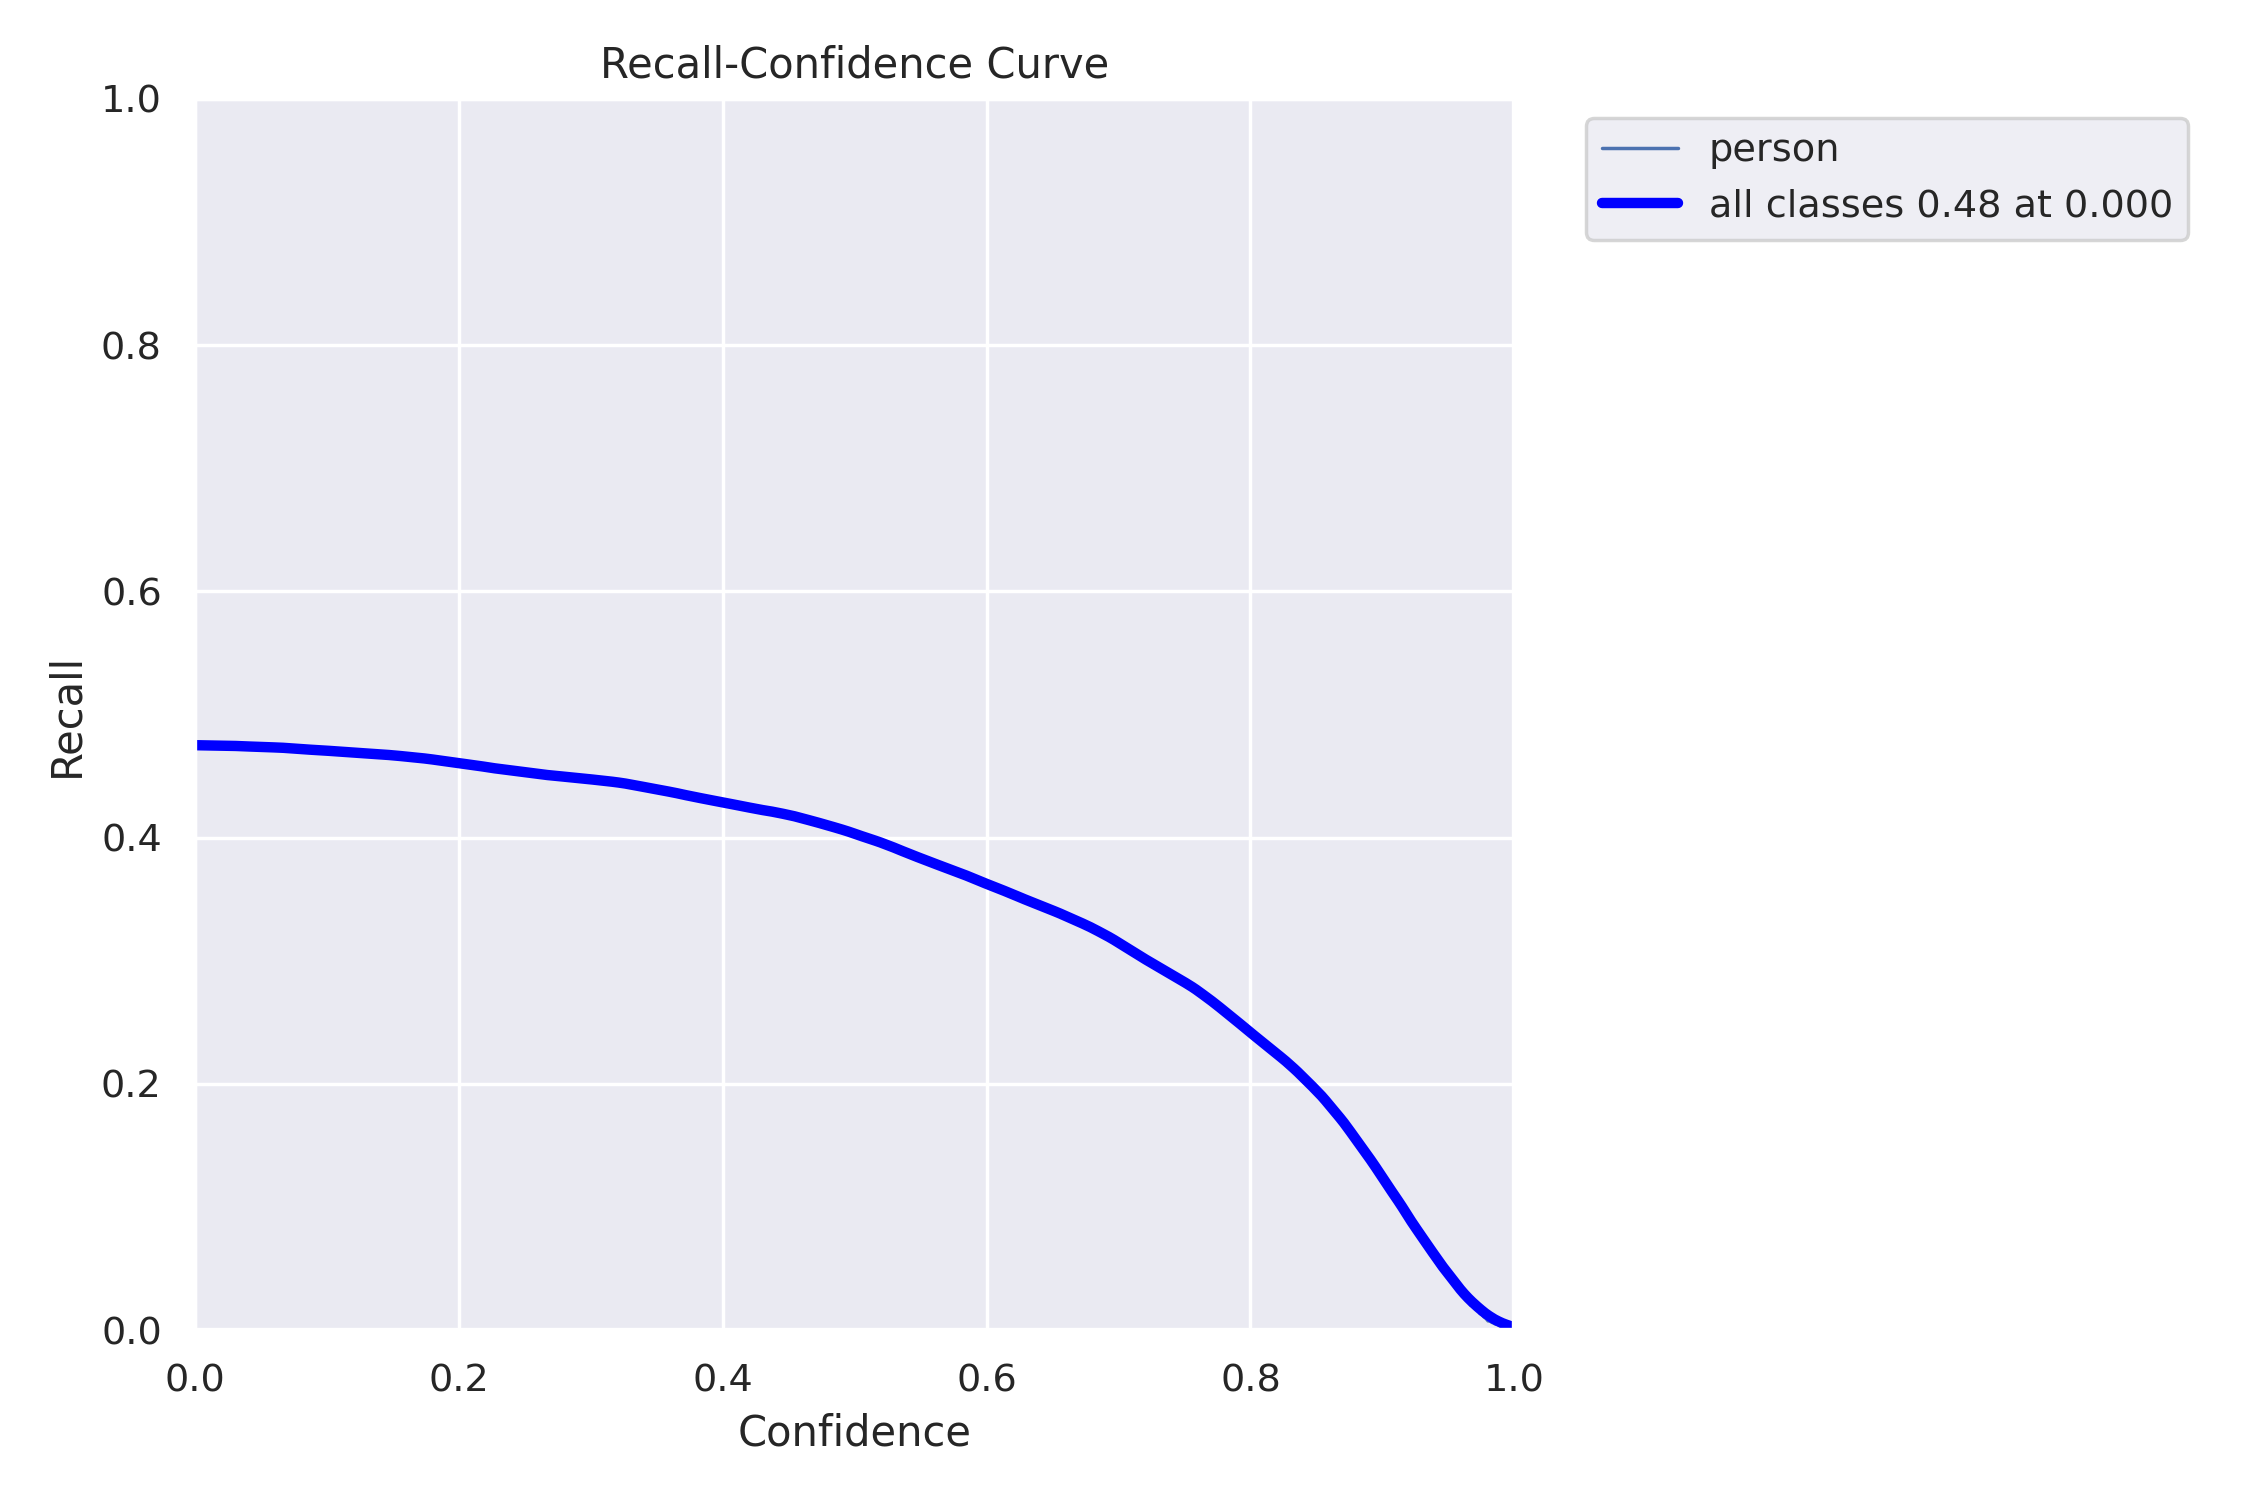 Recall-Confidence Curve
1.0
0.8
0.6
0.4
0.2
0.0
Recall
0.0 0.2 0.4 0.6 0.8 1.0
Confidence
person
all classes 0.48 at 0.000